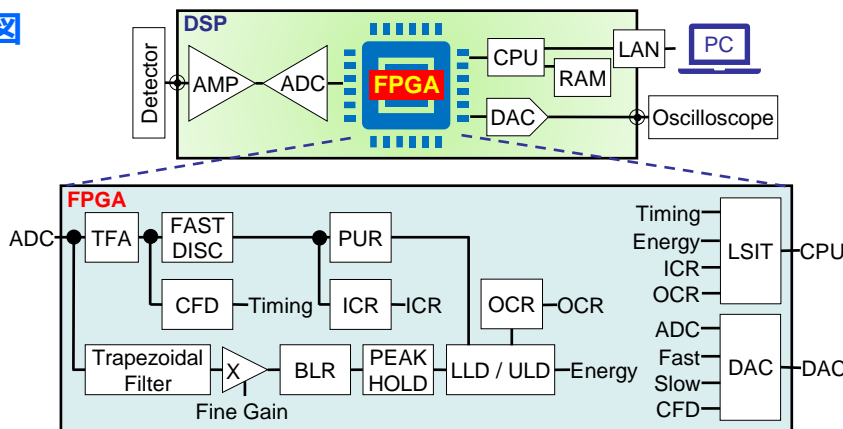 図
DSP
Detector
AMP
ADC
FPGA
CPU
RAM
LAN
PC
DAC
Oscilloscope
FPGA
ADC
TFA
FAST
DISC
PUR
CFD
Timing
ICR
ICR
OCR
OCR
Trapezoidal
Filter
X
Fine Gain
BLR
PEAK
HOLD
LLD / ULD
Energy
Timing
Energy
ICR
OCR
LSIT
CPU
ADC
Fast
Slow
CFD
DAC
DAC